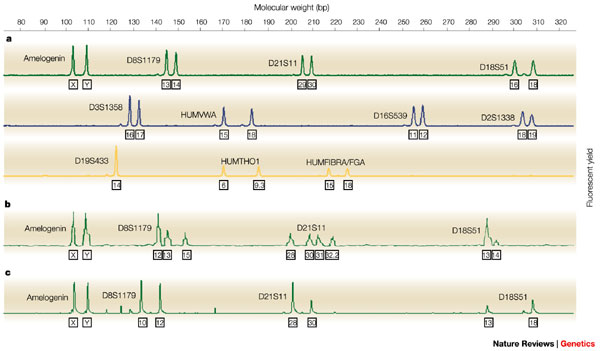 Molecular weight (bp)
80 90 100 110 120 130 140 150 160 170 180 190 200 210 220 230 240 250 260 270 280 290 300 310 320
a
Amelogenin D8S1179 D21S11 D18S51
X Y 13 14 29 30 16 18
D3S1358 HUMVWA D16S539 D2S1338
16 17 15 18 11 12 18 19
D19S433 HUMTHO1 HUMFIBRA/FGA
14 6 9.3 15 18
Fluorescent yield
b
Amelogenin D8S1179 D21S11 D18S51
X Y 12 13 15 28 30 31 32.2 13 14
c
Amelogenin D8S1179 D21S11 D18S51
X Y 10 12 28 30 13 18
Nature Reviews | Genetics